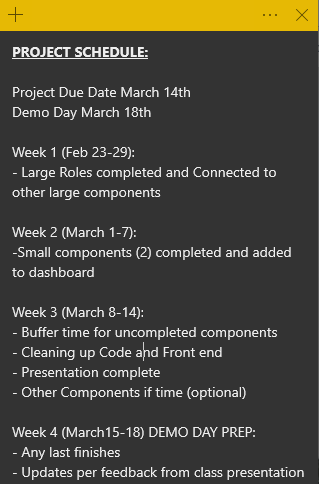 PROJECT SCHEDULE:
Project Due Date March 14th
Demo Day March 18th
Week 1 (Feb 23-29):
- Large Roles completed and Connected to
other large components
Week 2 (March 1-7):
-Small components (2) completed and added
to dashboard
Week 3 (March 8-14):
- Buffer time for uncompleted components
- Cleaning up Code and Front end
- Presentation complete
- Other Components if time (optional)
Week 4 (March15-18) DEMO DAY PREP:
- Any last finishes
- Updates per feedback from class presentation